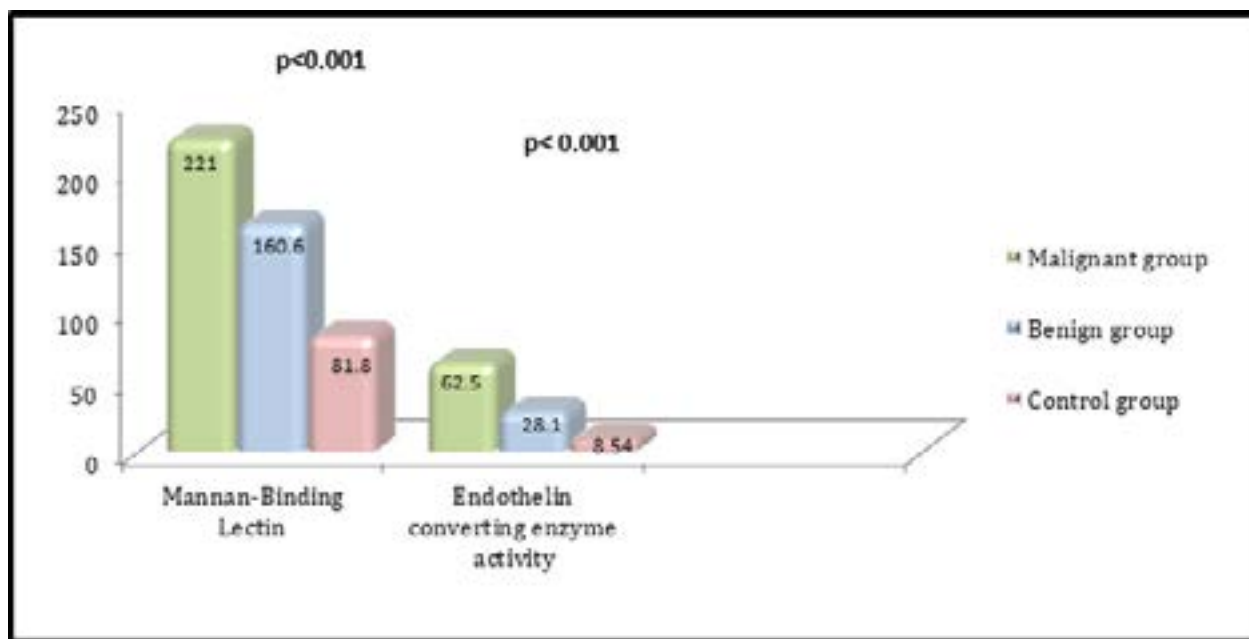 p<0.001
p< 0.001
250
200
150
100
50
0
221
160.6
81.8
62.5
28.1
8.54
Mannan-Binding
Lectin
Endothelin
converting enzyme
activity
Malignant group
Benign group
Control group